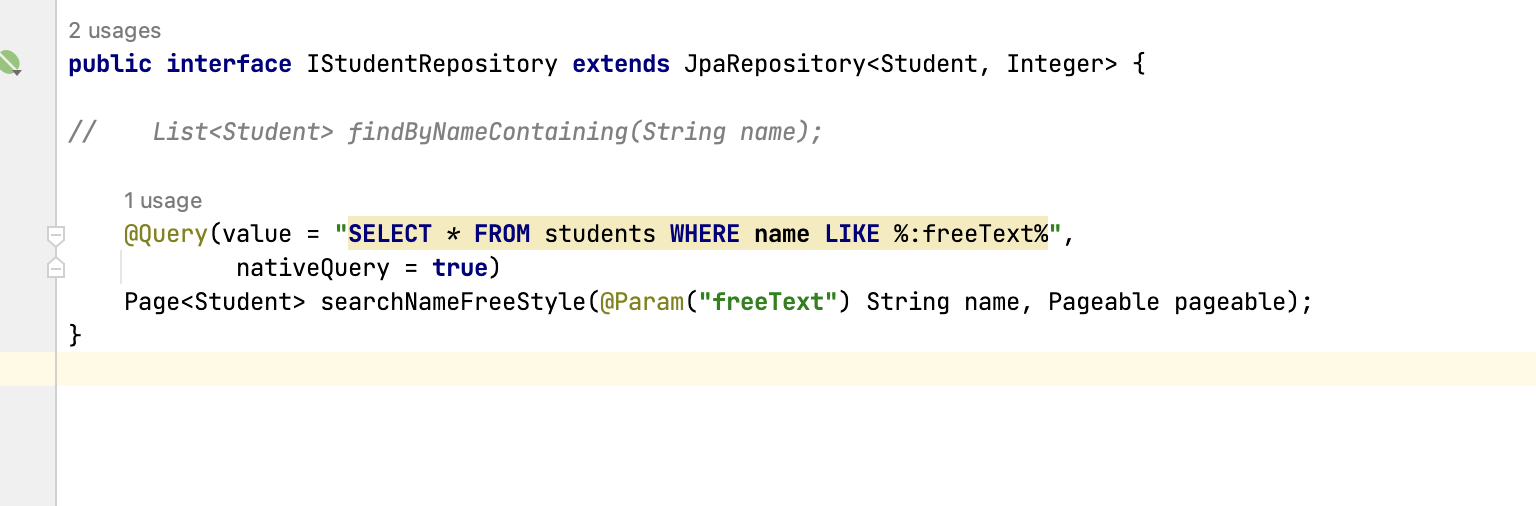 2 usages
public interface IStudentRepository extends JpaRepository<Student, Integer> {
//    List<Student> findByNameContaining(String name);
1 usage
@Query(value = "SELECT * FROM students WHERE name LIKE %:freeText%",
nativeQuery = true)
Page<Student> searchNameFreeStyle(@Param("freeText") String name, Pageable pageable);
}